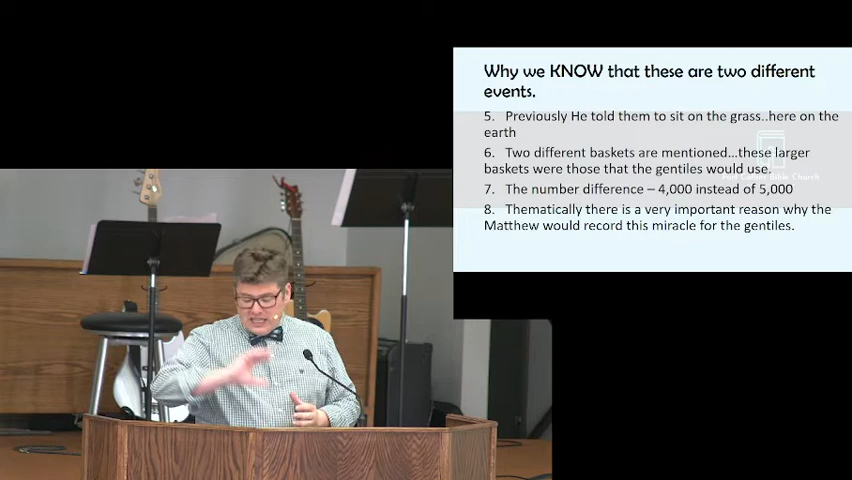 Why we KNOW that these are two different
events.
5. Previously He told them to sit on the grass..here on the
earth
6. Two different baskets are mentioned...these larger
baskets were those that the gentiles would use.
7. The number difference – 4,000 instead of 5,000
8. Thematically there is a very important reason why the
Matthew would record this miracle for the gentiles.
Bible Church